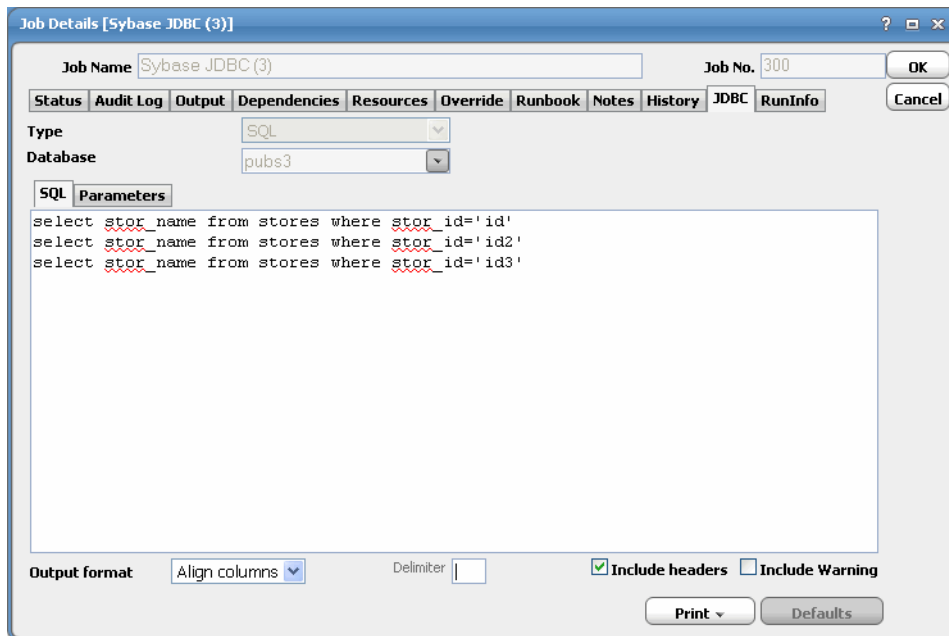 Job Details [Sybase JDBC (3)]
Job Name Sybase JDBC (3) Job No. 300 OK
Status Audit Log Output Dependencies Resources Override Runbook Notes History JDBC RunInfo Cancel
Type SQL
Database pubs3
SQL Parameters
select stor_name from stores where stor_id='id'
select stor_name from stores where stor_id='id2'
select stor_name from stores where stor_id='id3'
Output format Align columns Delimiter Include headers Include Warning
Print Defaults